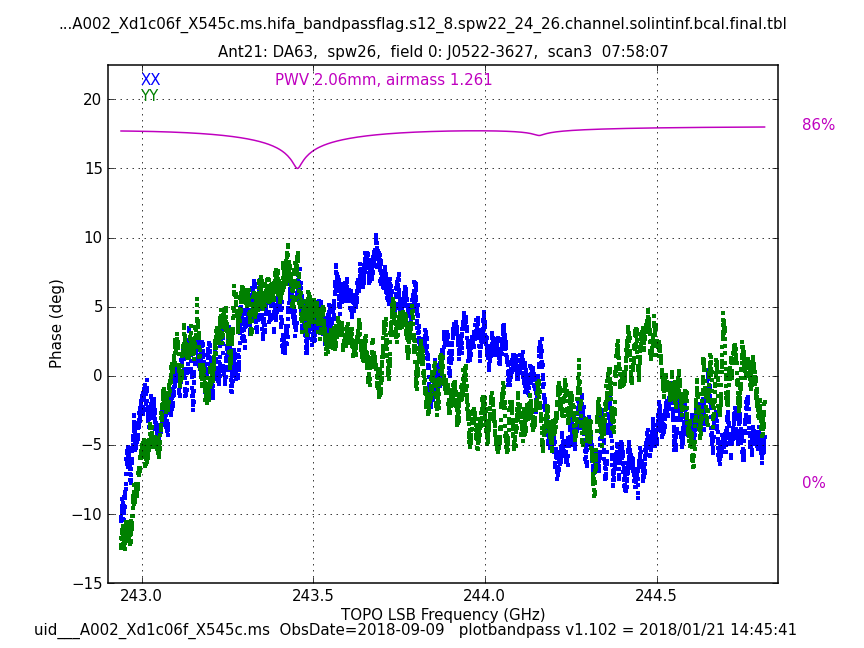 ...A002_Xd1c06f_X545c.ms.hifa_bandpassflag.s12_8.spw22_24_26.channel.solintinf.bcal.final.tbl
Ant21: DA63,  spw26,  field 0: J0522-3627,  scan3  07:58:07
XX
PWV 2.06mm, airmass 1.261
YY
20
86%
15
10
5
0
−5
−10
−15
0%
Phase (deg)
243.0 243.5 244.0 244.5
TOPO LSB Frequency (GHz)
uid___A002_Xd1c06f_X545c.ms  ObsDate=2018-09-09   plotbandpass v1.102 = 2018/01/21 14:45:41